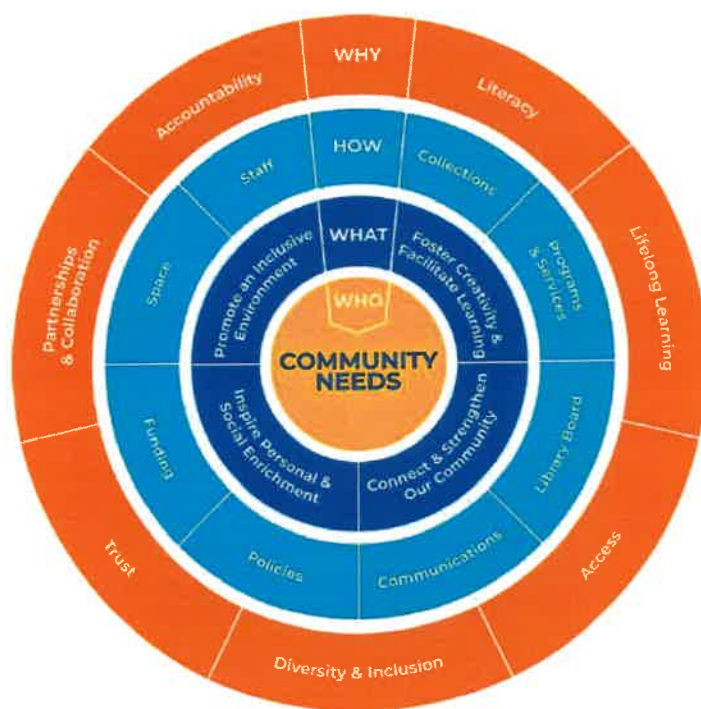 WHY
Literacy
Lifelong Learning
Access
Diversity & Inclusion
Trust
Partnerships
& Collaboration
Accountability
HOW
Collections
Programs
& Services
Library Board
Communications
Policies
Funding
Space
Staff
WHAT
Foster Creativity &
Facilitate Learning
Connect & Strengthen
Our Community
Inspire Personal &
Social Enrichment
Promote an Inclusive
Environment
WHO
COMMUNITY
NEEDS